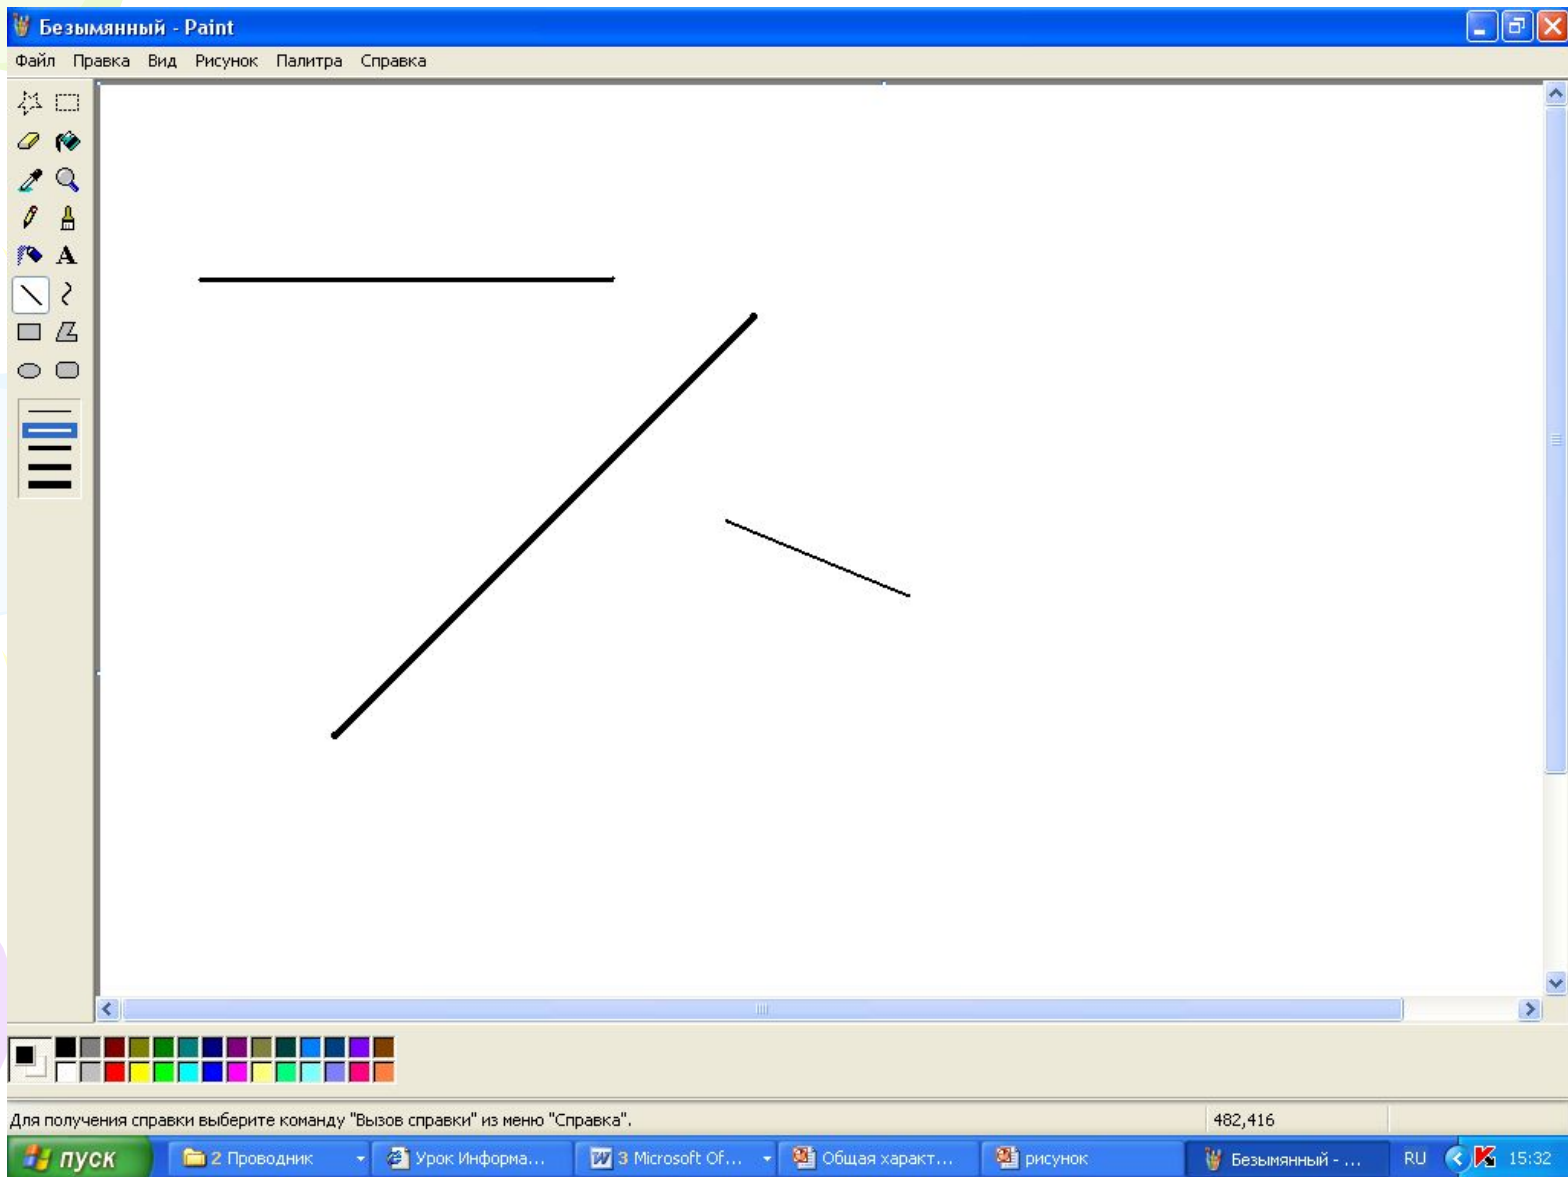 Безымянный - Paint
Файл Правка Вид Рисунок Палитра Справка
A
Для получения справки выберите команду "Вызов справки" из меню "Справка".
482,416
пуск
2 Проводник
Урок Информа...
3 Microsoft Of...
Общая характ...
рисунок
Безымянный - ...
RU
15:32